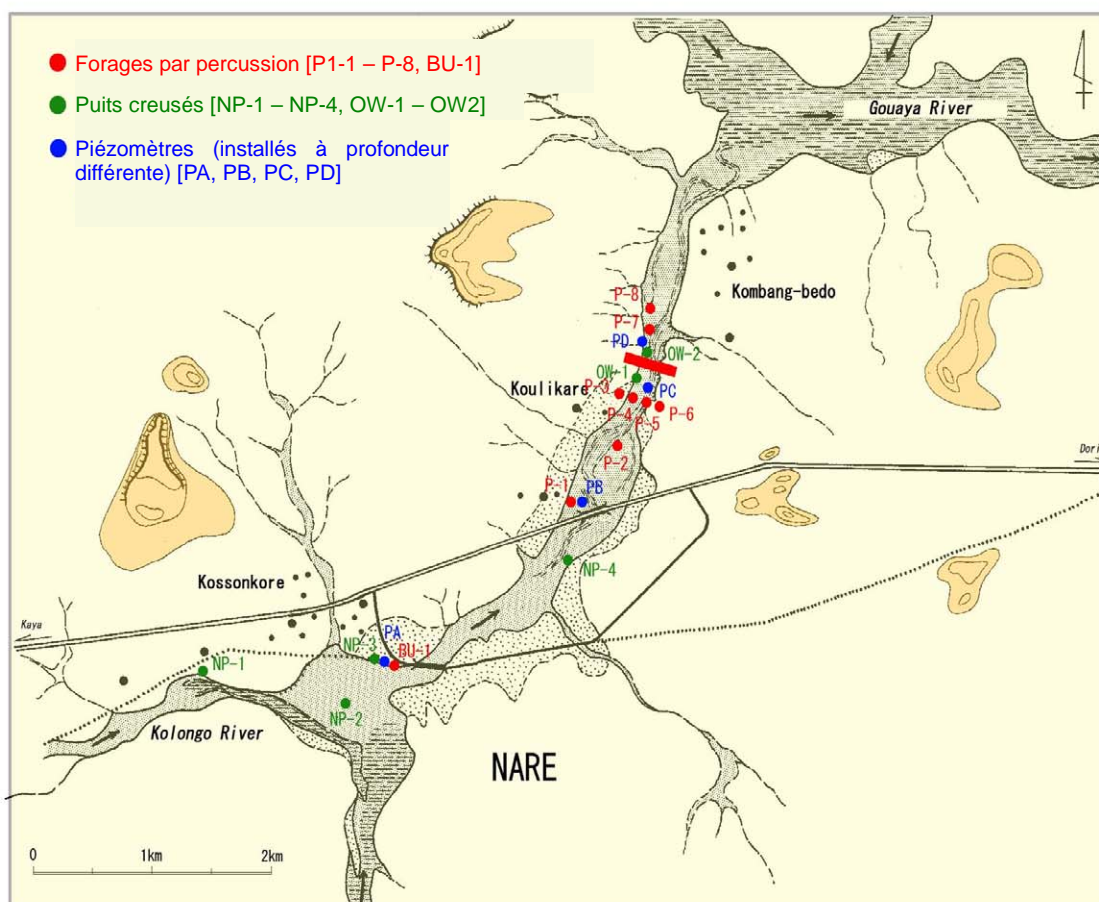 Forages par percussion [P1-1 – P-8, BU-1]
Puits creusés [NP-1 – NP-4, OW-1 – OW2]
Piézomètres (installés à profondeur
différente) [PA, PB, PC, PD]
Gouaya River
Kombang-bedo
P-8
P-7
PD
OW-2
OW-1
Koulikare
P-3
PC
P-4
P-6
P-5
P-2
Dori
P-1
PB
NP-4
Kossonkore
Kaya
PA
NP-3
BU-1
NP-1
NP-2
Kolongo River
NARE
0
1km
2km